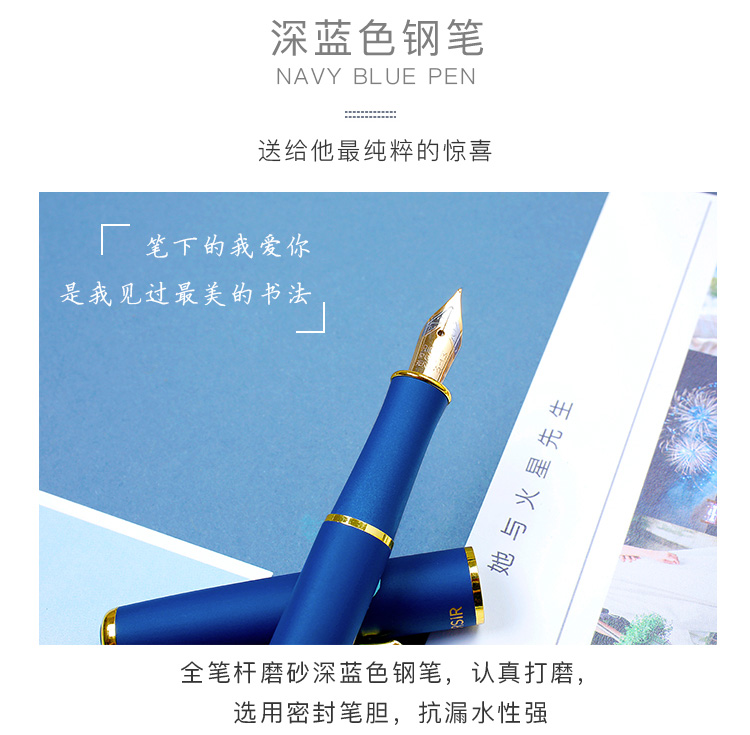 深蓝色钢笔
NAVY BLUE PEN
送给他最纯粹的惊喜
笔下的我爱你
是我见过最美的书法
她与火星先生
SIR
全笔杆磨砂深蓝色钢笔，认真打磨，
选用密封笔胆，抗漏水性强